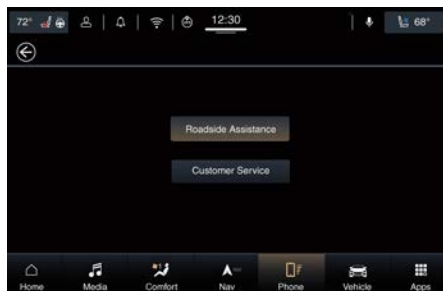 72° 12:30 68°
Roadside Assistance
Customer Service
Home Media Comfort Nav Phone Vehicle Apps